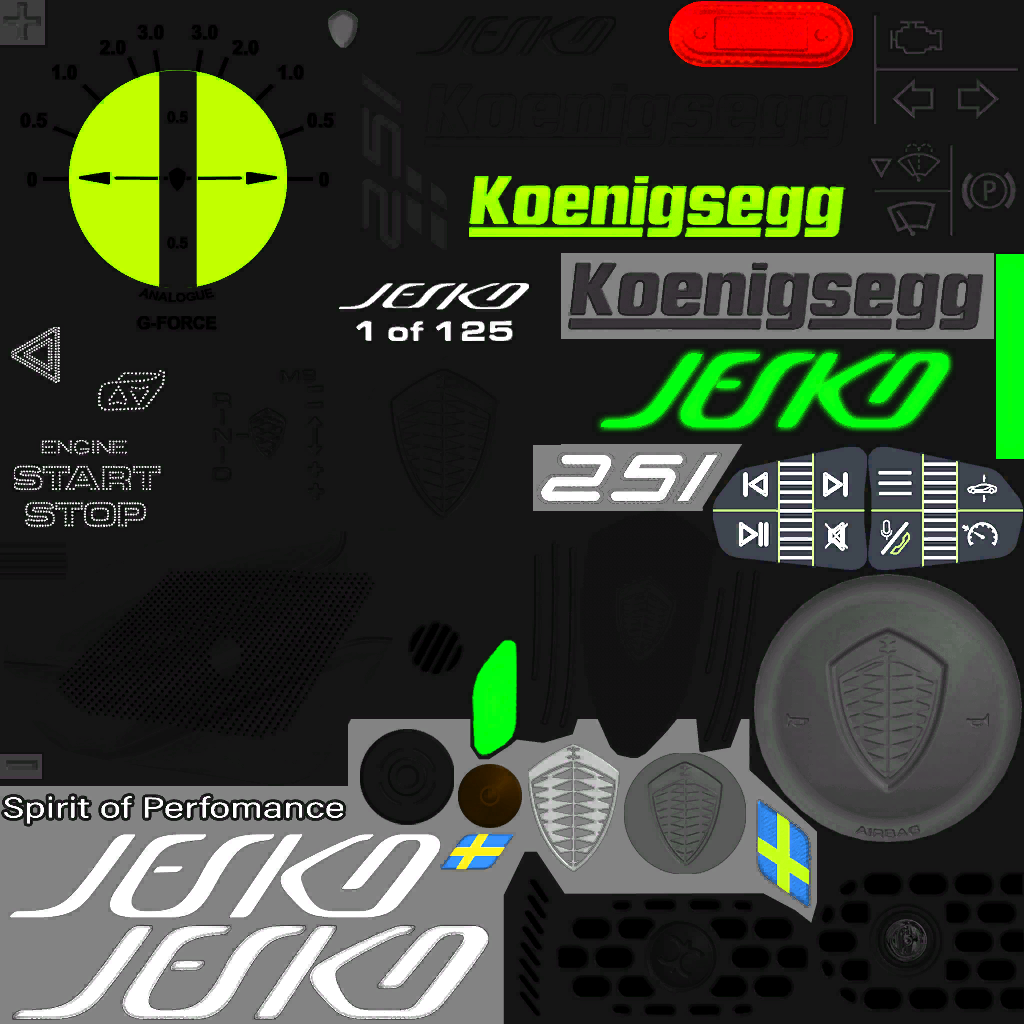 JESKO
3.0 3.0
2.0 2.0
1.0 1.0
0.5 0.5 0.5
Koenigsegg
0 0
P
Koenigsegg
0.5
ANALOGUE
G-FORCE
JESKO
1 of 125
Koenigsegg
JESKO
ENGINE
START
STOP
251
AIRBAG
Spirit of Perfomance
JESKO
JESKO